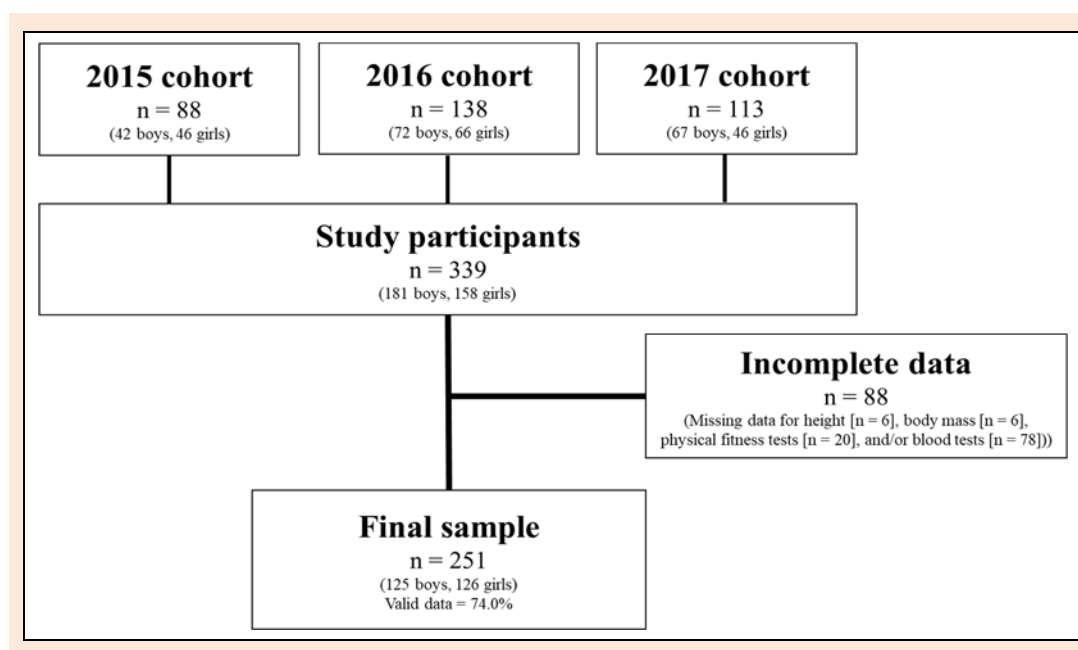 2015 cohort
n = 88
(42 boys, 46 girls)
2016 cohort
n = 138
(72 boys, 66 girls)
2017 cohort
n = 113
(67 boys, 46 girls)
Study participants
n = 339
(181 boys, 158 girls)
Incomplete data
n = 88
(Missing data for height [n = 6], body mass [n = 6],
physical fitness tests [n = 20], and/or blood tests [n = 78]))
Final sample
n = 251
(125 boys, 126 girls)
Valid data = 74.0%